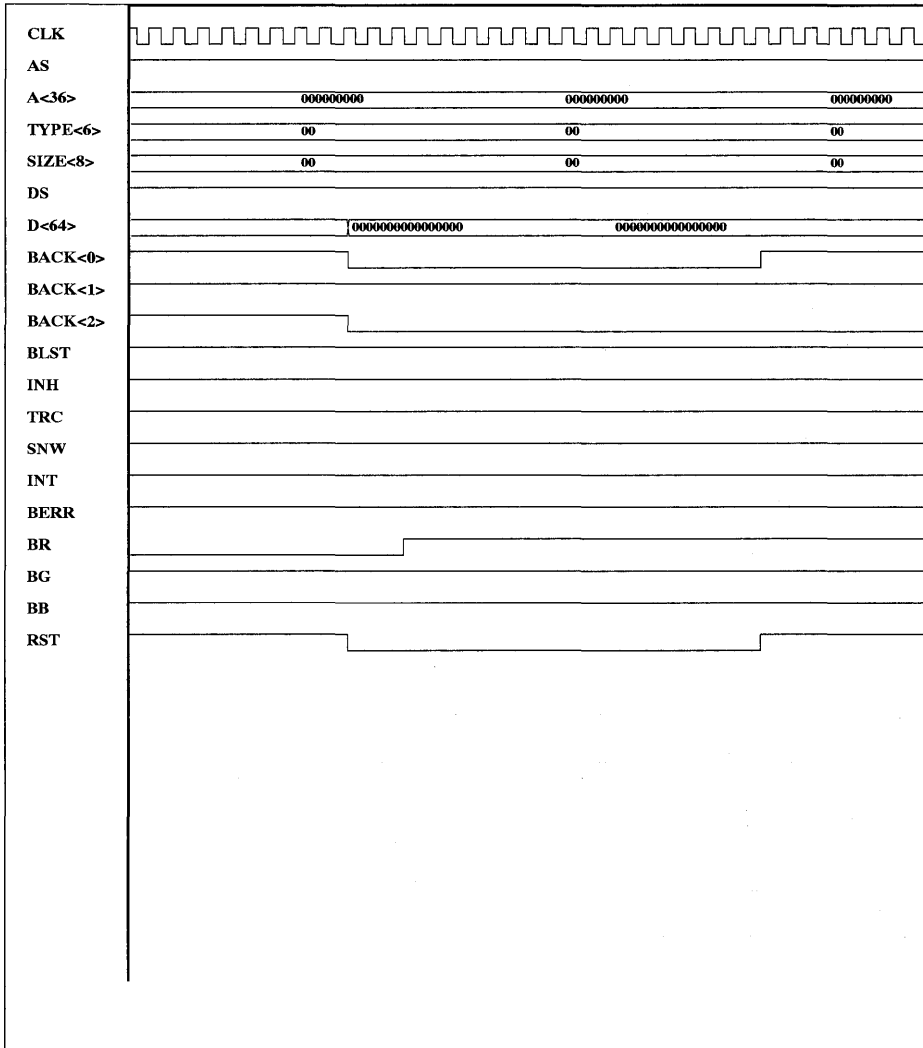 CLK
AS
A<36> 000000000 000000000 000000000
TYPE<6> 00 00 00
SIZE<8> 00 00 00
DS
D<64> 0000000000000000 0000000000000000
BACK<0>
BACK<1>
BACK<2>
BLST
INH
TRC
SNW
INT
BERR
BR
BG
BB
RST